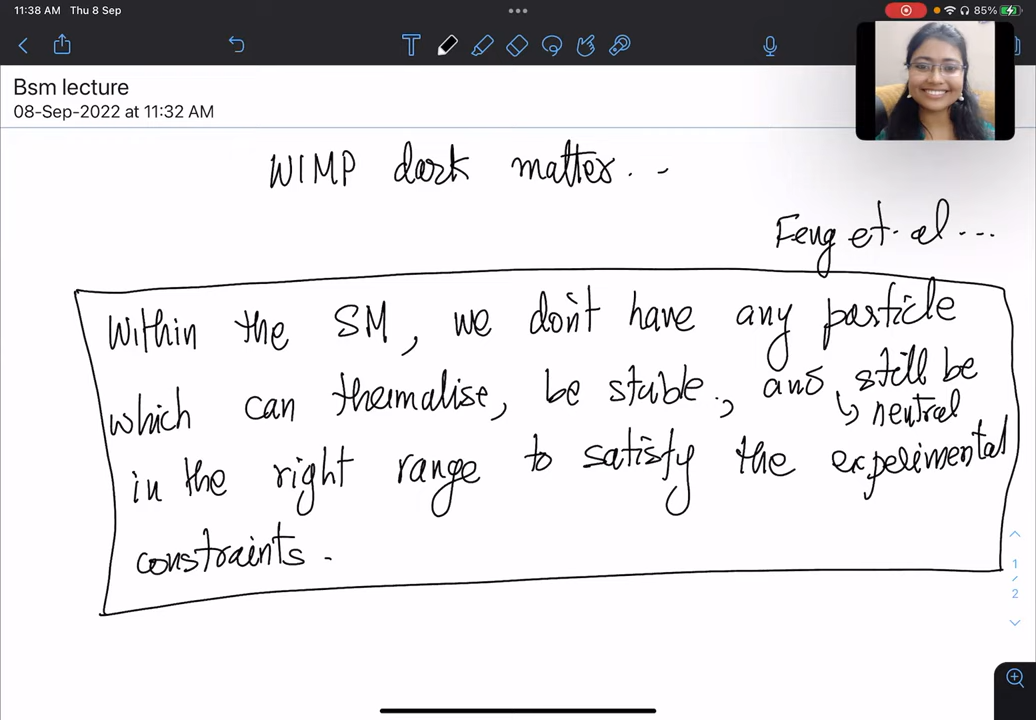 11:38 AM Thu 8 Sep
85%
Bsm lecture
08-Sep-2022 at 11:32 AM
WIMP dark matter...
Feng et. al ...
Within the SM, we don't have any particle
which can thermalise, be stable, and still be
neutral
in the right range to satisfy the experimental
constraints.
1
/
2